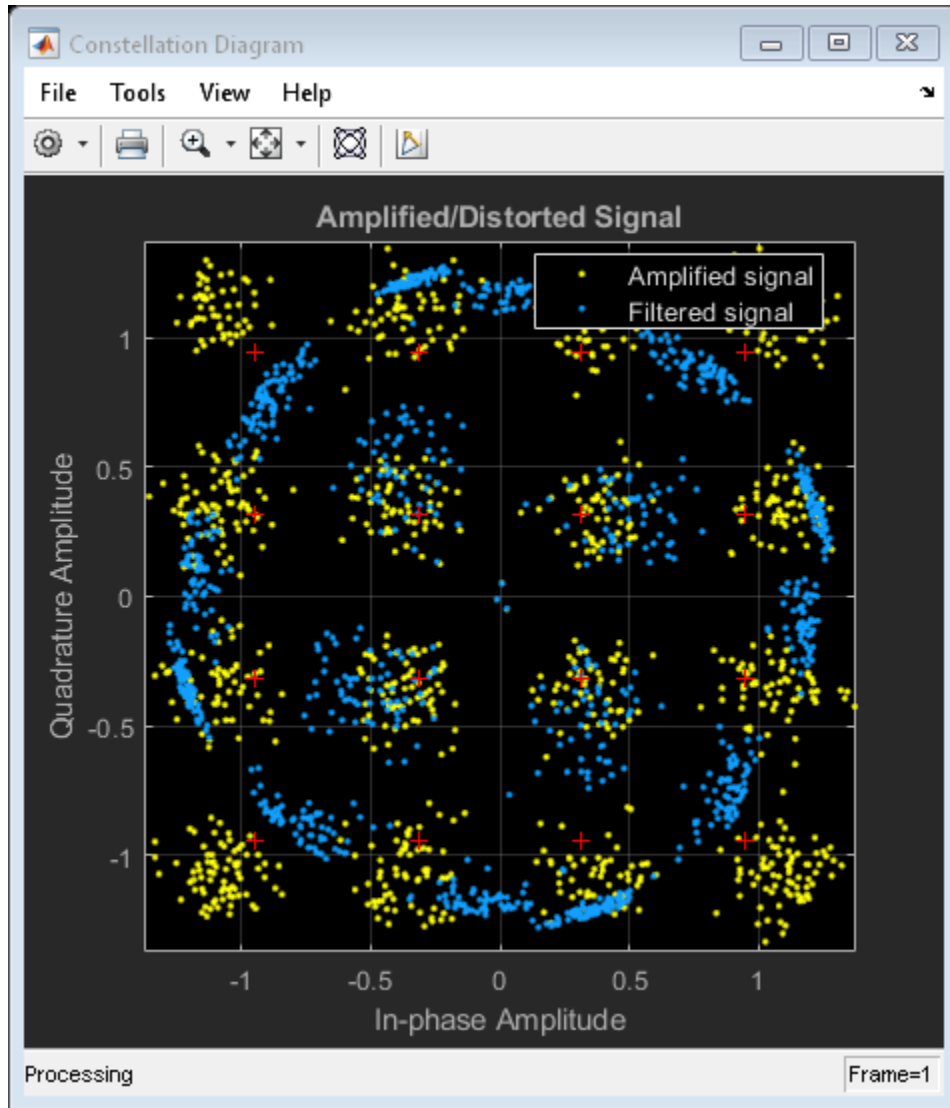 Constellation Diagram
File Tools View Help
Amplified/Distorted Signal
Amplified signal
Filtered signal
1
0.5
0
-0.5
-1
Quadrature Amplitude
-1 -0.5 0 0.5 1
In-phase Amplitude
Processing Frame=1